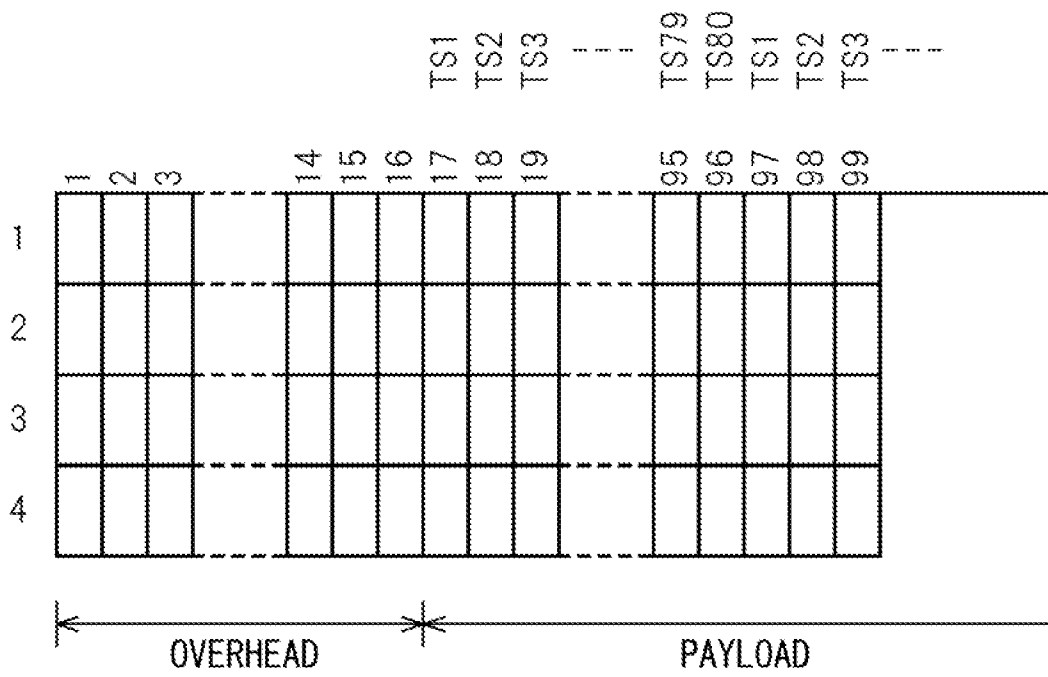 TS1 TS2 TS3 --- TS79 TS80 TS1 TS2 TS3 ---
1 2 3 14 15 16 17 18 19 95 96 97 98 99
1
2
3
4
OVERHEAD PAYLOAD